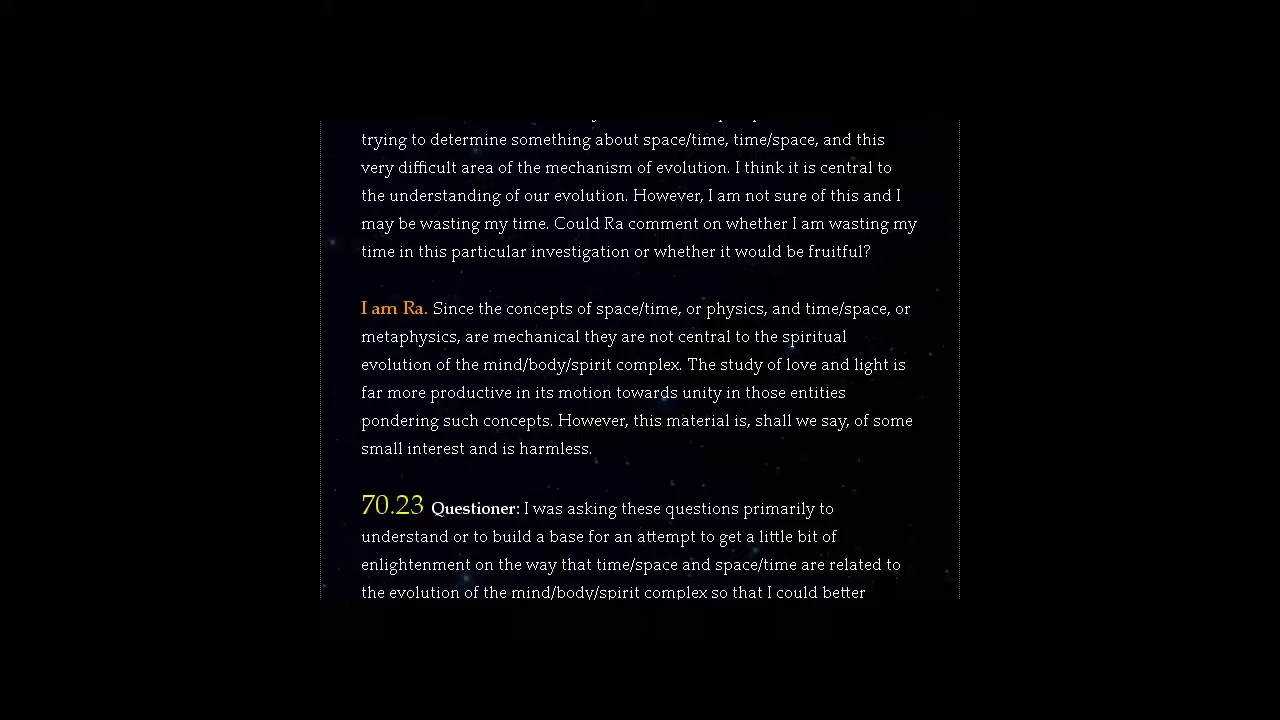 trying to determine something about space/time, time/space, and this
very difficult area of the mechanism of evolution. I think it is central to
the understanding of our evolution. However, I am not sure of this and I
may be wasting my time. Could Ra comment on whether I am wasting my
time in this particular investigation or whether it would be fruitful?
I am Ra. Since the concepts of space/time, or physics, and time/space, or
metaphysics, are mechanical they are not central to the spiritual
evolution of the mind/body/spirit complex. The study of love and light is
far more productive in its motion towards unity in those entities
pondering such concepts. However, this material is, shall we say, of some
small interest and is harmless.
70.23 Questioner: I was asking these questions primarily to
understand or to build a base for an attempt to get a little bit of
enlightenment on the way that time/space and space/time are related to
the evolution of the mind/body/spirit complex so that I could better